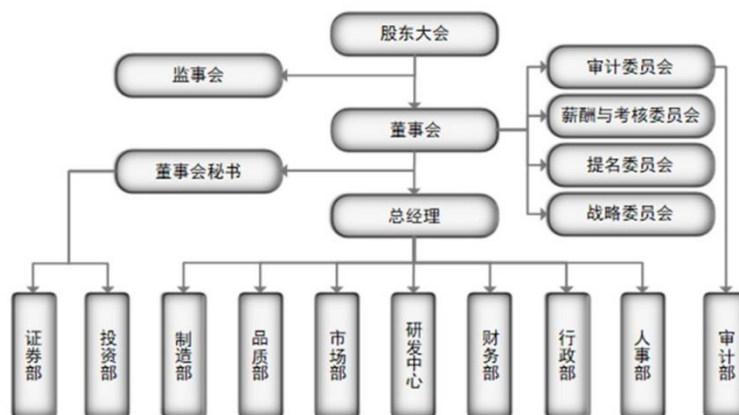 股东大会
监事会
审计委员会
薪酬与考核委员会
董事会
提名委员会
董事会秘书
战略委员会
总经理
证券部
投资部
制造部
品质部
市场部
研发中心
财务部
行政部
人事部
审计部